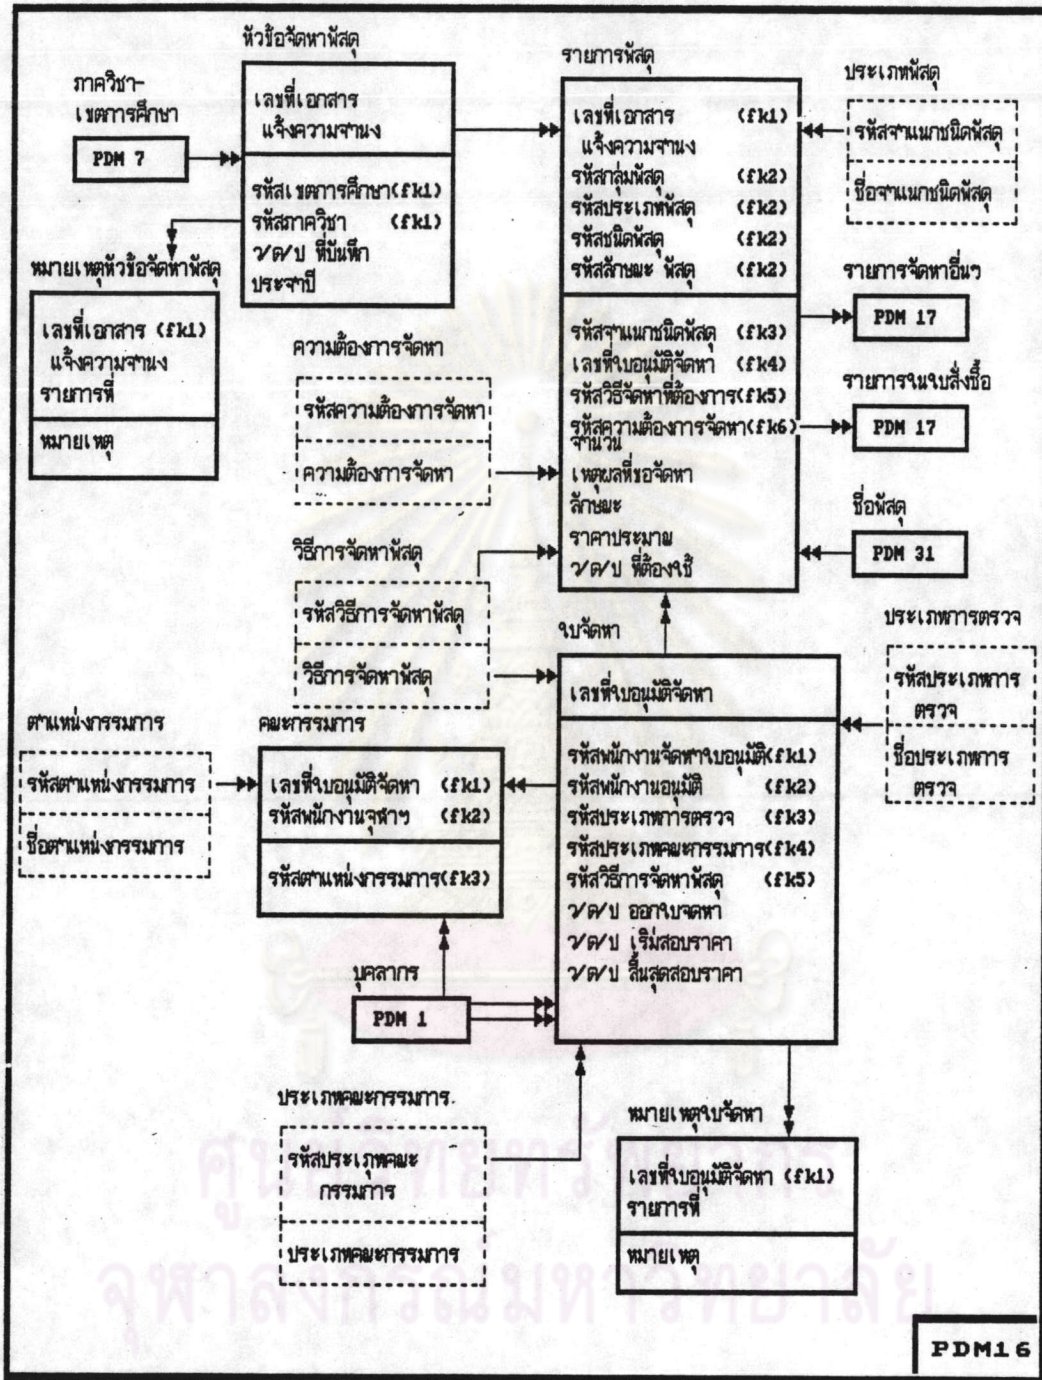 หัวข้อจัดหาพัสดุ
เลขที่เอกสาร
แจ้งความจำนง
รหัสเขตการศึกษา(fk1)
รหัสภาควิชา (fk1)
ว/ด/ป ที่บันทึก
ประจำปี
ภาควิชา-
เขตการศึกษา
PDM 7
หมายเหตุหัวข้อจัดหาพัสดุ
เลขที่เอกสาร (fk1)
แจ้งความจำนง
รายการที่
หมายเหตุ
รายการพัสดุ
เลขที่เอกสาร (fk1)
แจ้งความจำนง
รหัสกลุ่มพัสดุ (fk2)
รหัสประเภทพัสดุ (fk2)
รหัสชนิดพัสดุ (fk2)
รหัสลักษณะ พัสดุ (fk2)
รหัสจำแนกชนิดพัสดุ (fk3)
เลขที่ใบอนุมัติจัดหา (fk4)
รหัสวิธีจัดหาที่ต้องการ(fk5)
รหัสความต้องการจัดหา(fk6)
จำนวน
เหตุผลที่ขอจัดหา
ลักษณะ
ราคาประมาณ
ว/ด/ป ที่ต้องใช้
ประเภทพัสดุ
รหัสจำแนกชนิดพัสดุ
ชื่อจำแนกชนิดพัสดุ
รายการจัดหาอื่นๆ
PDM 17
รายการในใบสั่งซื้อ
PDM 17
ชื่อพัสดุ
PDM 31
ความต้องการจัดหา
รหัสความต้องการจัดหา
ความต้องการจัดหา
วิธีการจัดหาพัสดุ
รหัสวิธีการจัดหาพัสดุ
วิธีการจัดหาพัสดุ
ใบจัดหา
เลขที่ใบอนุมัติจัดหา
รหัสพนักงานจัดหาใบอนุมัติ(fk1)
รหัสพนักงานอนุมัติ (fk2)
รหัสประเภทการตรวจ (fk3)
รหัสประเภทคณะกรรมการ(fk4)
รหัสวิธีการจัดหาพัสดุ (fk5)
ว/ด/ป ออกใบจดหา
ว/ด/ป เริ่มสอบราคา
ว/ด/ป สิ้นสุดสอบราคา
ประเภทการตรวจ
รหัสประเภทการ
ตรวจ
ชื่อประเภทการ
ตรวจ
ตำแหน่งกรรมการ
รหัสตำแหน่งกรรมการ
ชื่อตำแหน่งกรรมการ
คณะกรรมการ
เลขที่ใบอนุมัติจัดหา (fk1)
รหัสพนักงานจุฬาฯ (fk2)
รหัสตำแหน่งกรรมการ(fk3)
บุคลากร
PDM 1
ประเภทคณะกรรมการ
รหัสประเภทคณะ
กรรมการ
ประเภทคณะกรรมการ
หมายเหตุใบจัดหา
เลขที่ใบอนุมัติจัดหา (fk1)
รายการที่
หมายเหตุ
ศูนย์วิทยทรัพยากร
จุฬาลงกรณ์มหาวิทยาลัย
PDM16